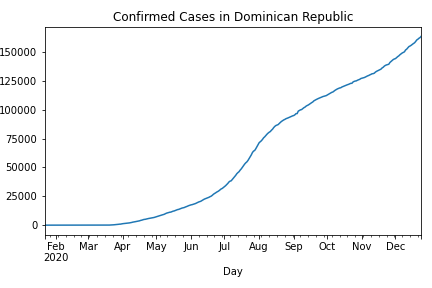 Confirmed Cases in Dominican Republic
150000
125000
100000
75000
50000
25000
0
Feb Mar Apr May Jun Jul Aug Sep Oct Nov Dec
2020
Day